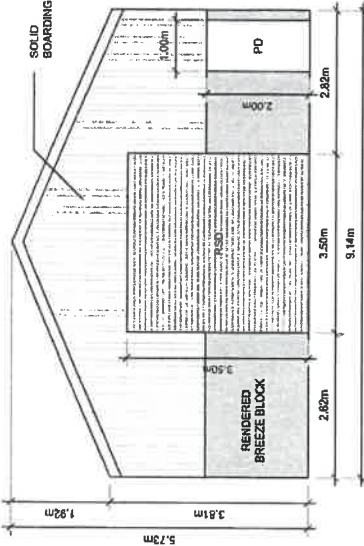 SOLID
BOARDING
1.00m
PD
2.00m
RSD
3.50m
RENDERED
BREEZE BLOCK
1.92m
3.81m
5.73m
2.82m
3.50m
2.82m
9.14m